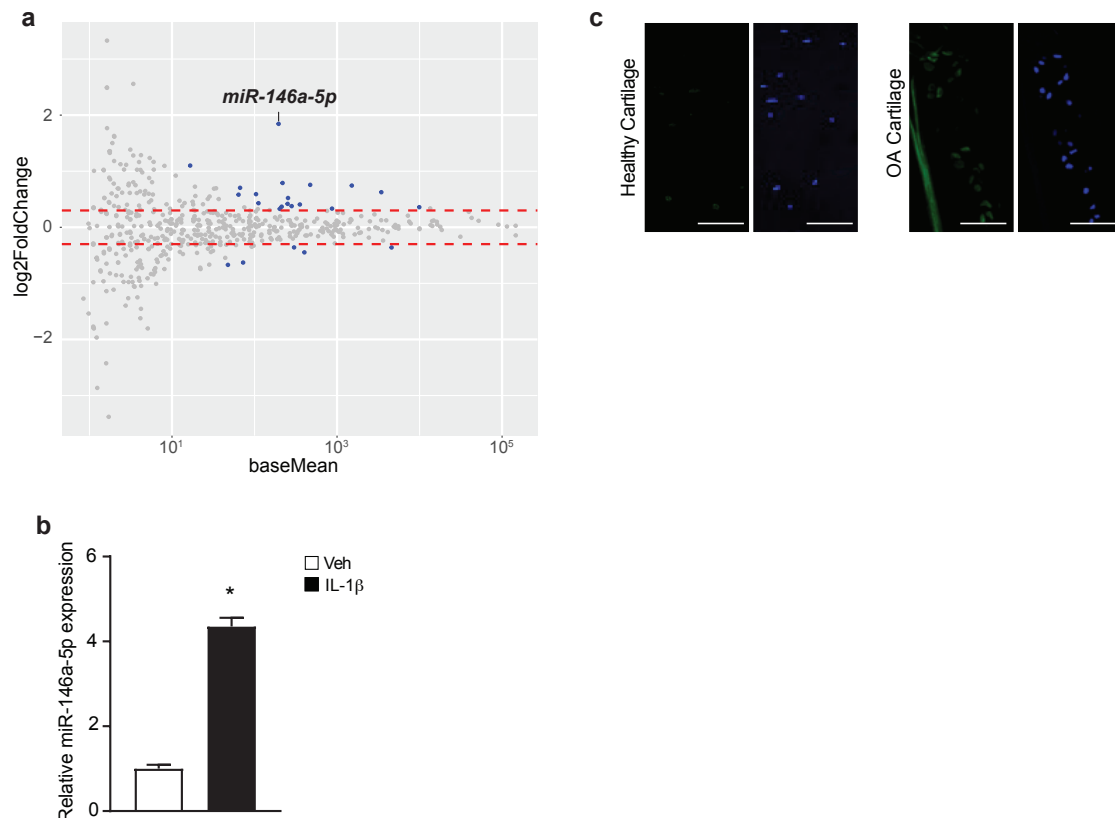 a
log2FoldChange
2
0
−2
miR-146a-5p
10¹
10³
10⁵
baseMean
b
Relative miR-146a-5p expression
6
4
2
0
*
Veh
IL-1β
c
Healthy Cartilage
OA Cartilage